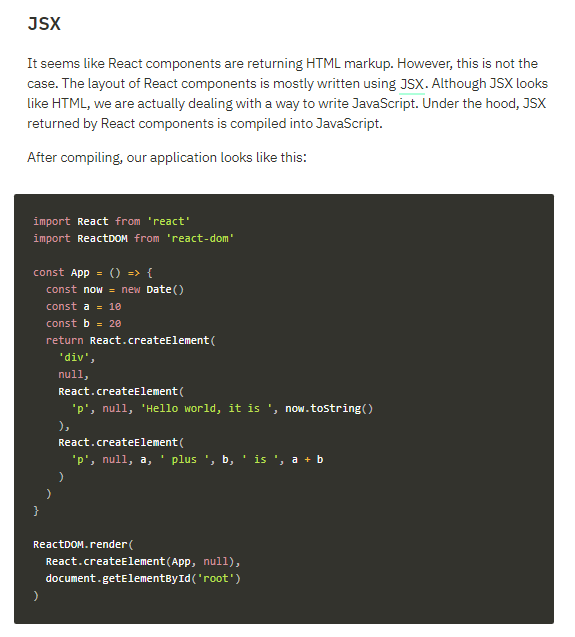 JSX
It seems like React components are returning HTML markup. However, this is not the
case. The layout of React components is mostly written using JSX. Although JSX looks
like HTML, we are actually dealing with a way to write JavaScript. Under the hood, JSX
returned by React components is compiled into JavaScript.
After compiling, our application looks like this:
import React from 'react'
import ReactDOM from 'react-dom'
const App = () => {
  const now = new Date()
  const a = 10
  const b = 20
  return React.createElement(
    'div',
    null,
    React.createElement(
      'p', null, 'Hello world, it is ', now.toString()
    ),
    React.createElement(
      'p', null, a, ' plus ', b, ' is ', a + b
    )
  )
}
ReactDOM.render(
  React.createElement(App, null),
  document.getElementById('root')
)